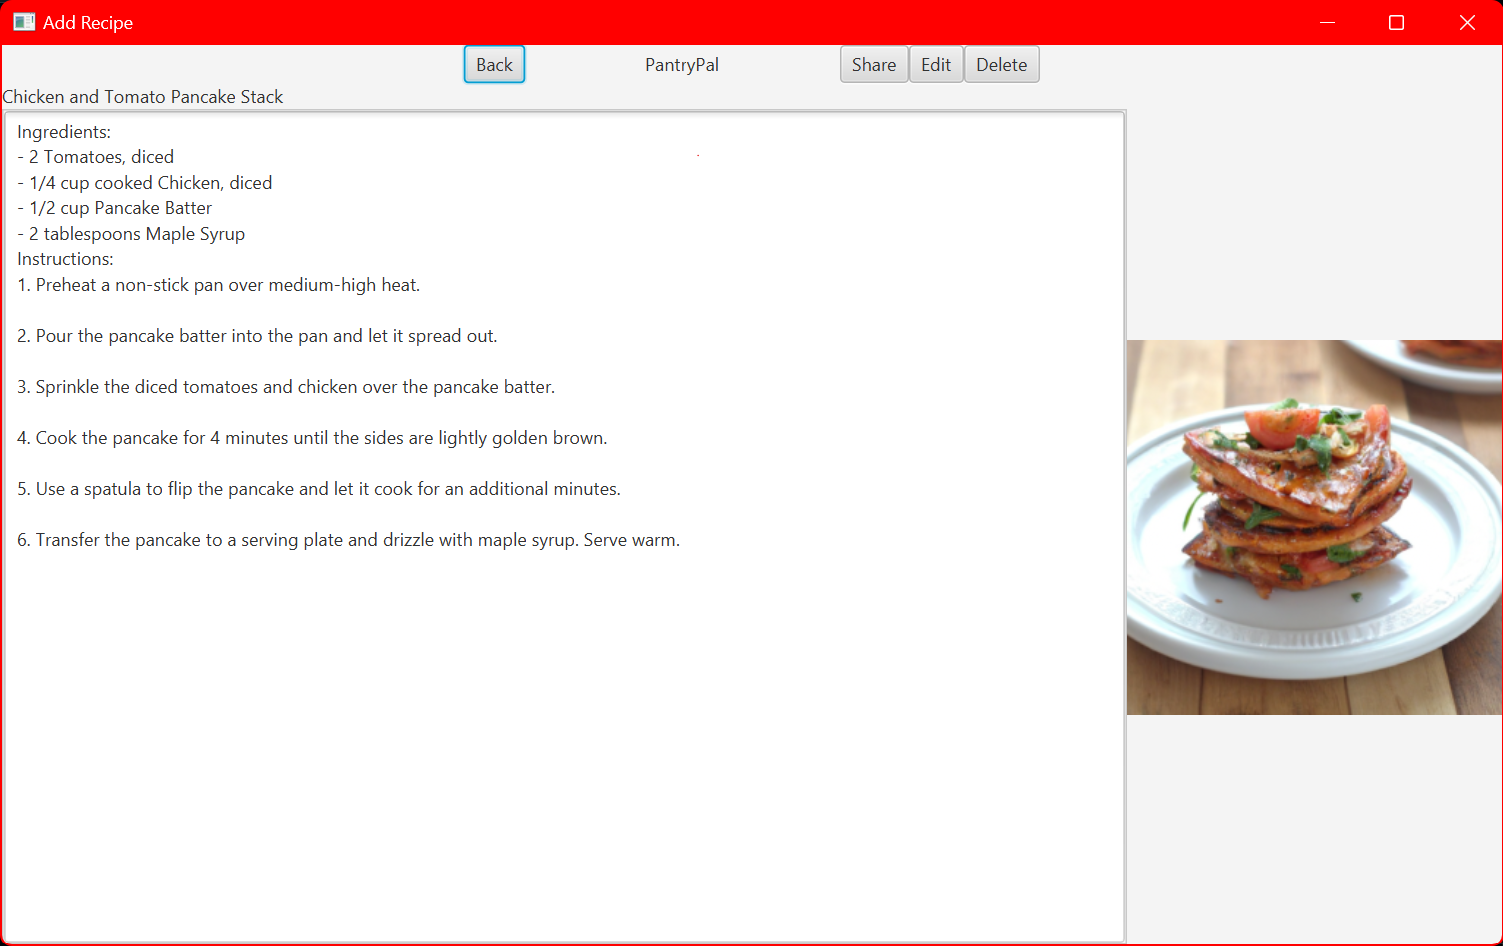 Add Recipe
Back PantryPal Share Edit Delete
Chicken and Tomato Pancake Stack
Ingredients:
- 2 Tomatoes, diced
- 1/4 cup cooked Chicken, diced
- 1/2 cup Pancake Batter
- 2 tablespoons Maple Syrup
Instructions:
1. Preheat a non-stick pan over medium-high heat.
2. Pour the pancake batter into the pan and let it spread out.
3. Sprinkle the diced tomatoes and chicken over the pancake batter.
4. Cook the pancake for 4 minutes until the sides are lightly golden brown.
5. Use a spatula to flip the pancake and let it cook for an additional minutes.
6. Transfer the pancake to a serving plate and drizzle with maple syrup. Serve warm.